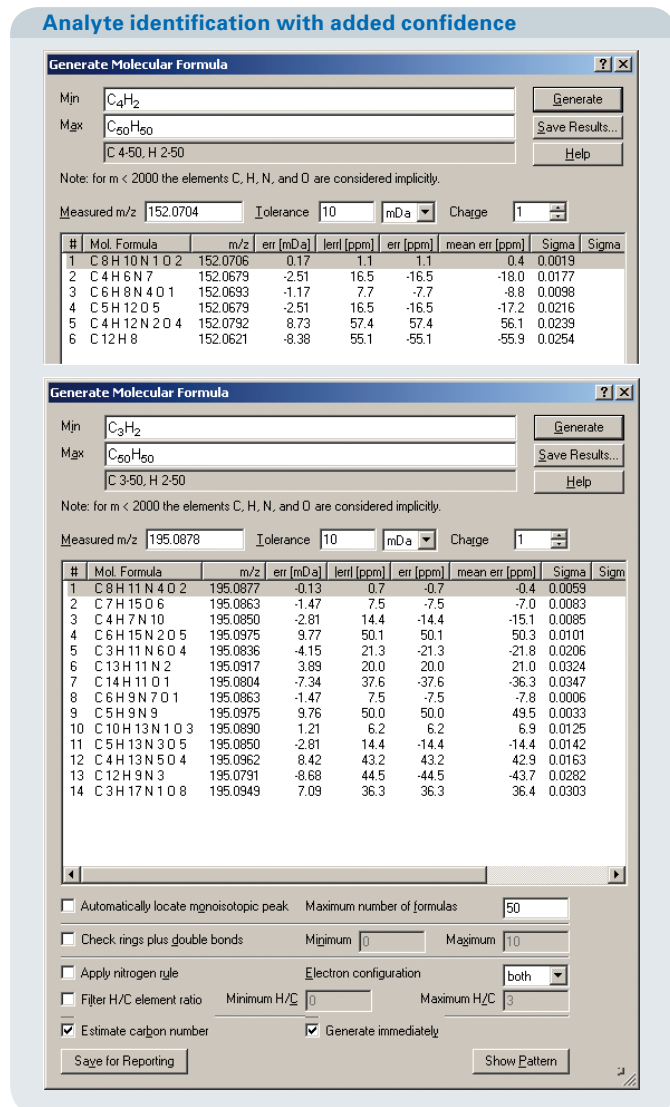 Analyte identification with added confidence
Generate Molecular Formula
Min C4H2 Generate
Max C50H50 Save Results...
C 4-50, H 2-50 Help
Note: for m < 2000 the elements C, H, N, and O are considered implicitly.
Measured m/z 152.0704 Tolerance 10 mDa Charge 1
# Mol. Formula m/z err [mDa] |err| [ppm] err [ppm] mean err [ppm] Sigma Sigma
1 C 8 H 10 N 1 O 2 152.0706 0.17 1.1 1.1 0.4 0.0019
2 C 4 H 6 N 7 152.0679 -2.51 16.5 -16.5 -18.0 0.0177
3 C 6 H 8 N 4 O 1 152.0693 -1.17 7.7 -7.7 -8.8 0.0098
4 C 5 H 12 O 5 152.0679 -2.51 16.5 -16.5 -17.2 0.0216
5 C 4 H 12 N 2 O 4 152.0792 8.73 57.4 57.4 56.1 0.0239
6 C 12 H 8 152.0621 -8.38 55.1 -55.1 -55.9 0.0254
Generate Molecular Formula
Min C3H2 Generate
Max C50H50 Save Results...
C 3-50, H 2-50 Help
Note: for m < 2000 the elements C, H, N, and O are considered implicitly.
Measured m/z 195.0878 Tolerance 10 mDa Charge 1
# Mol. Formula m/z err [mDa] |err| [ppm] err [ppm] mean err [ppm] Sigma Sigm
1 C 8 H 11 N 4 O 2 195.0877 -0.13 0.7 -0.7 -0.4 0.0059
2 C 7 H 15 O 6 195.0863 -1.47 7.5 -7.5 -7.0 0.0083
3 C 4 H 7 N 10 195.0850 -2.81 14.4 -14.4 -15.1 0.0085
4 C 6 H 15 N 2 O 5 195.0975 9.77 50.1 50.1 50.3 0.0101
5 C 3 H 11 N 6 O 4 195.0836 -4.15 21.3 -21.3 -21.8 0.0206
6 C 13 H 11 N 2 195.0917 3.89 20.0 20.0 21.0 0.0324
7 C 14 H 11 O 1 195.0804 -7.34 37.6 -37.6 -36.3 0.0347
8 C 6 H 9 N 7 O 1 195.0863 -1.47 7.5 -7.5 -7.8 0.0006
9 C 5 H 9 N 9 195.0975 9.76 50.0 50.0 49.5 0.0033
10 C 10 H 13 N 1 O 3 195.0890 1.21 6.2 6.2 6.9 0.0125
11 C 5 H 13 N 3 O 5 195.0850 -2.81 14.4 -14.4 -14.4 0.0142
12 C 4 H 13 N 5 O 4 195.0962 8.42 43.2 43.2 42.9 0.0163
13 C 12 H 9 N 3 195.0791 -8.68 44.5 -44.5 -43.7 0.0282
14 C 3 H 17 N 1 O 8 195.0949 7.09 36.3 36.3 36.4 0.0303
Automatically locate monoisotopic peak Maximum number of formulas 50
Check rings plus double bonds Minimum 0 Maximum 10
Apply nitrogen rule Electron configuration both
Filter H/C element ratio Minimum H/C 0 Maximum H/C 3
Estimate carbon number Generate immediately
Save for Reporting Show Pattern